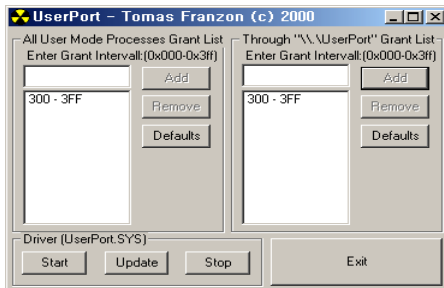 UserPort - Tomas Franzon (c) 2000
All User Mode Processes Grant List
Enter Grant Intervall:(0x000-0x3ff)
Add
300 - 3FF
Remove
Defaults
Through "\\.\UserPort" Grant List
Enter Grant Intervall:(0x000-0x3ff)
Add
300 - 3FF
Remove
Defaults
Driver (UserPort.SYS)
Start
Update
Stop
Exit